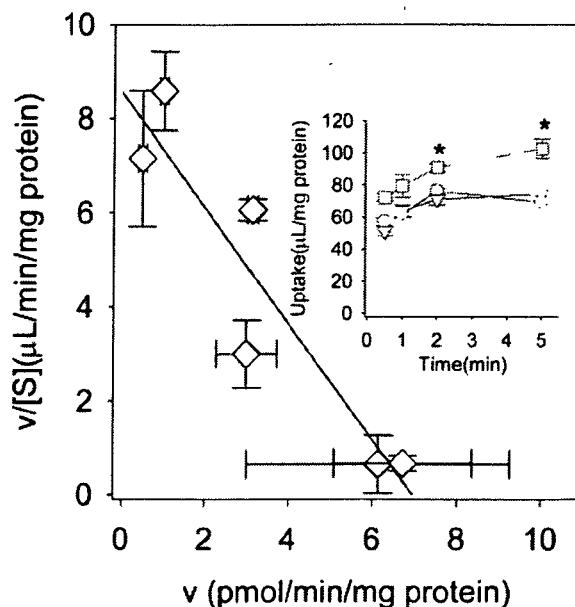 10
8
6
4
2
0
v/[S](μL/min/mg protein)
0 2 4 6 8 10
v (pmol/min/mg protein)
120
100
80
60
40
20
0
Uptake(μL/mg protein)
* *
0 1 2 3 4 5
Time(min)